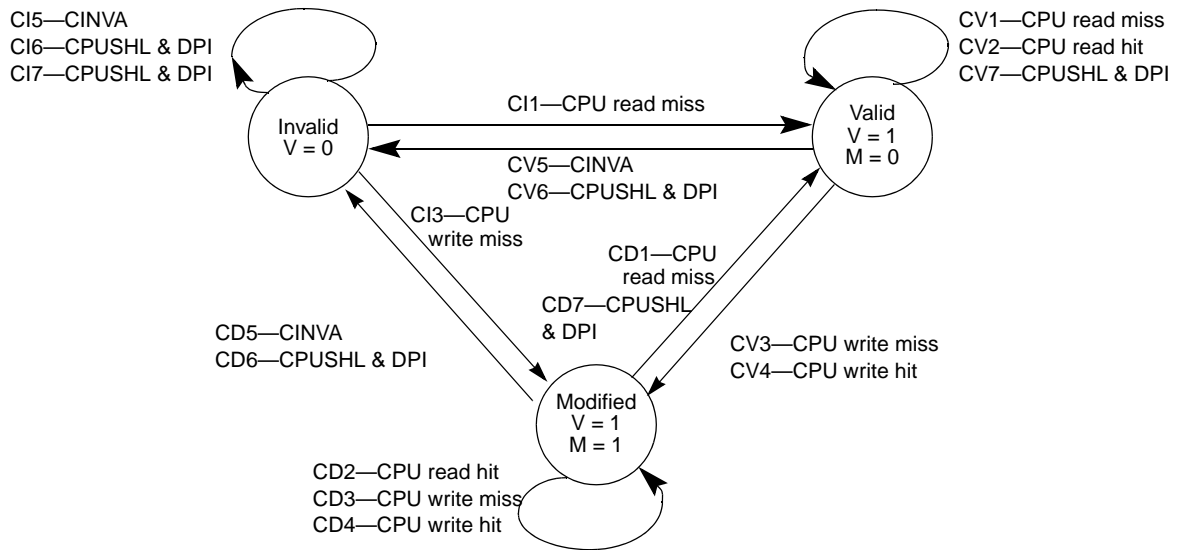 CI5—CINVA
CI6—CPUSHL & DPI
CI7—CPUSHL & DPI
CV1—CPU read miss
CV2—CPU read hit
CV7—CPUSHL & DPI
Invalid
V = 0
CI1—CPU read miss
Valid
V = 1
M = 0
CV5—CINVA
CV6—CPUSHL & DPI
CI3—CPU
write miss
CD1—CPU
read miss
CD7—CPUSHL
& DPI
CD5—CINVA
CD6—CPUSHL & DPI
CV3—CPU write miss
CV4—CPU write hit
Modified
V = 1
M = 1
CD2—CPU read hit
CD3—CPU write miss
CD4—CPU write hit